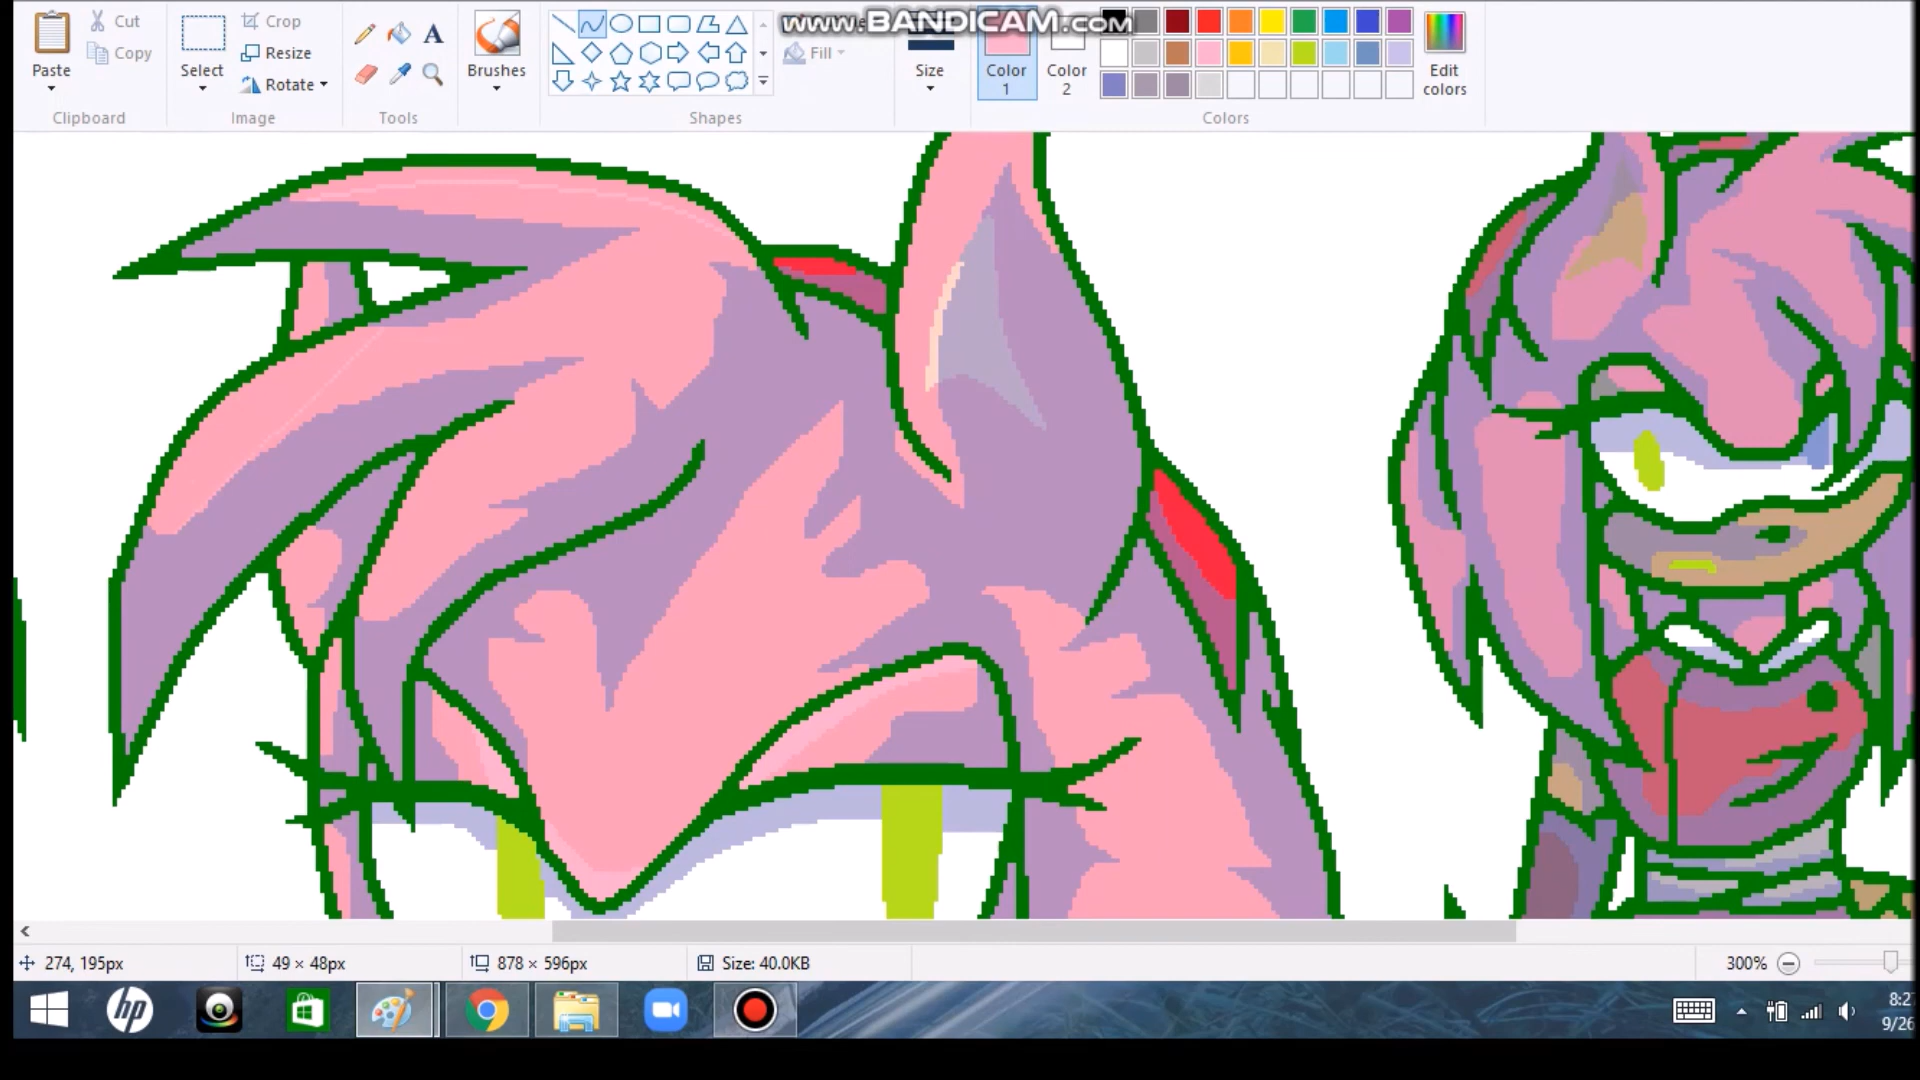 www.BANDICAM.com
Paste
Cut
Copy
Clipboard
Select
Crop
Resize
Rotate
Image
A
Tools
Brushes
Shapes
Fill
Size
Color
1
Color
2
Colors
Edit
colors
274, 195px
49 × 48px
878 × 596px
Size: 40.0KB
300%
hp
8:2
9/26